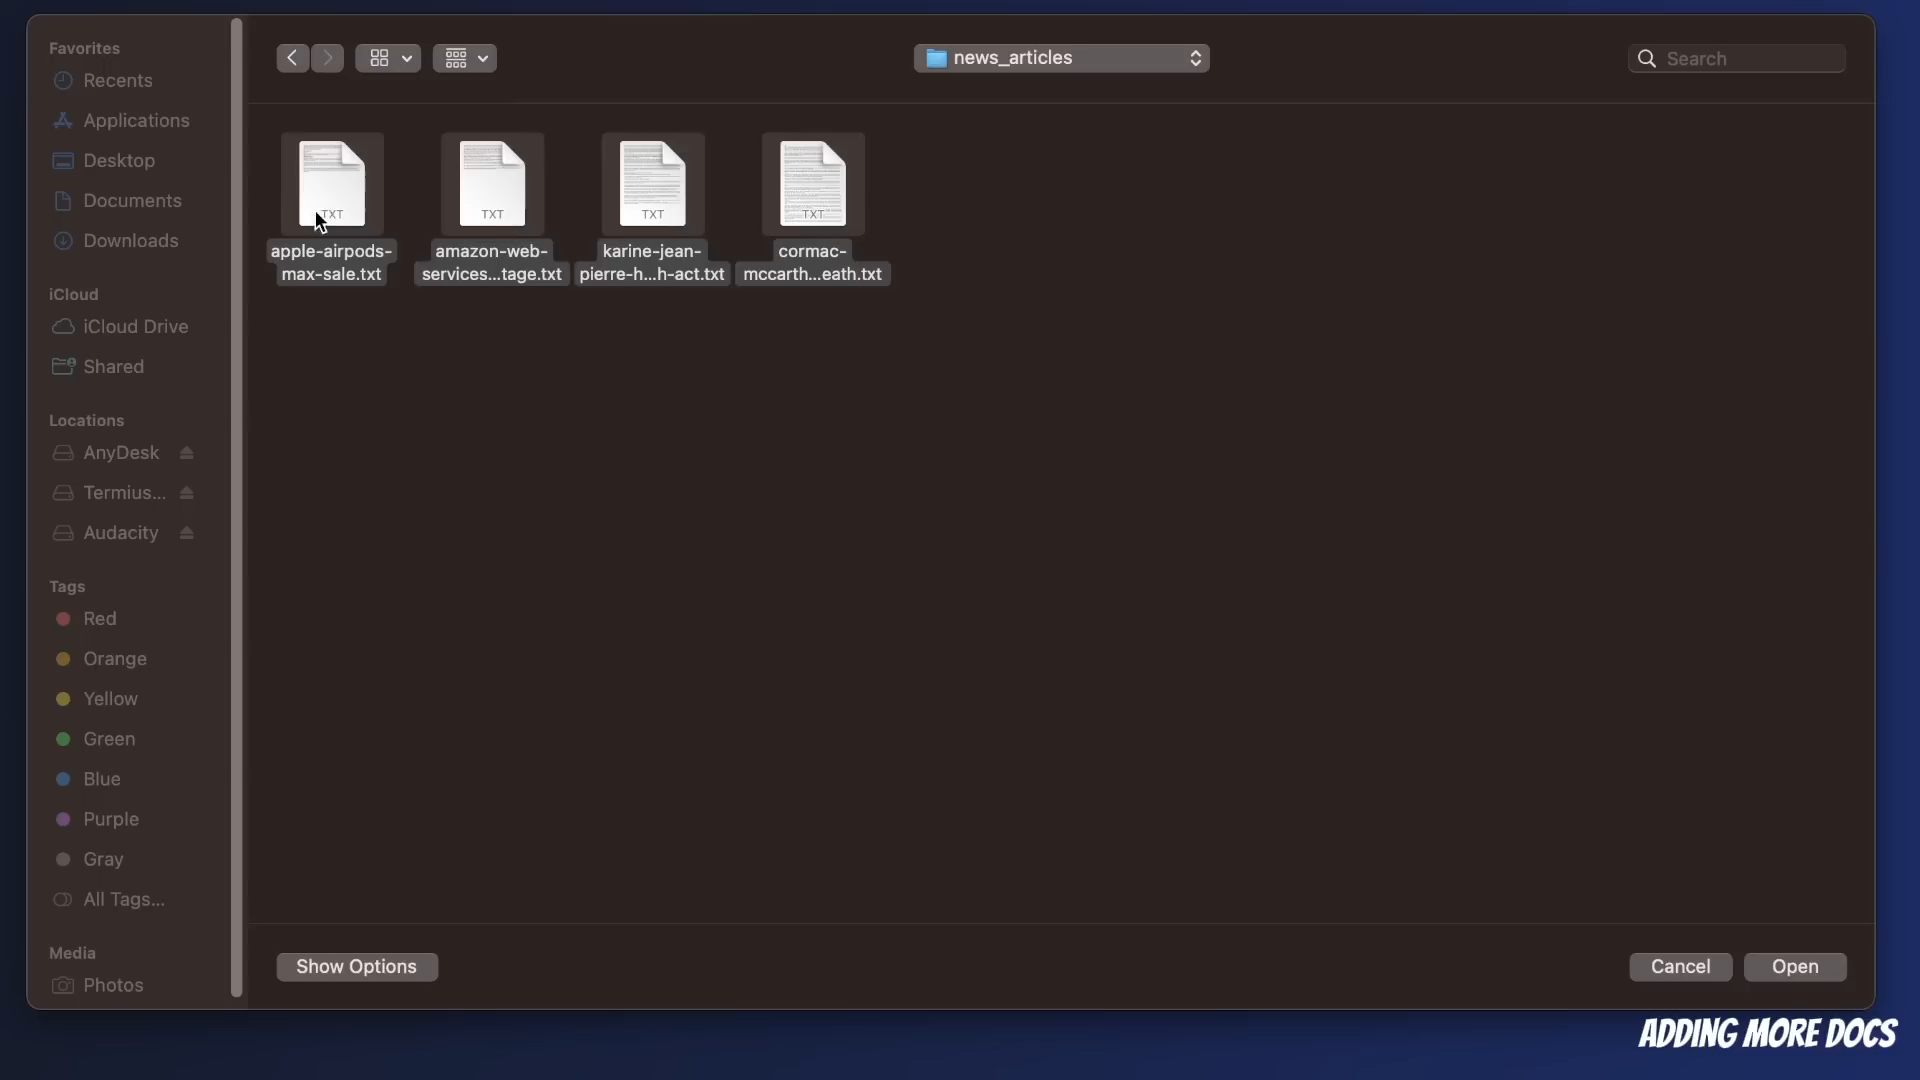 Favorites
Recents
Applications
Desktop
Documents
Downloads
iCloud
iCloud Drive
Shared
Locations
AnyDesk
Termius...
Audacity
Tags
Red
Orange
Yellow
Green
Blue
Purple
Gray
All Tags...
Media
Photos
news_articles
Search
TXT
apple-airpods-
max-sale.txt
TXT
amazon-web-
services...tage.txt
TXT
karine-jean-
pierre-h...h-act.txt
TXT
cormac-
mccarth...eath.txt
Show Options
Cancel
Open
ADDING MORE DOCS